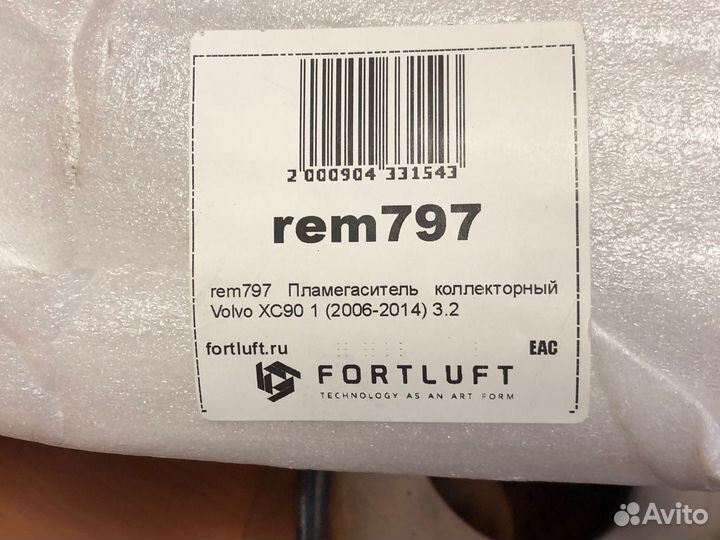 2 000904 331543
rem797
rem797 Пламегаситель коллекторный
Volvo XC90 1 (2006-2014) 3.2
fortluft.ru
EAC
FORTLUFT
TECHNOLOGY AS AN ART FORM
Avito